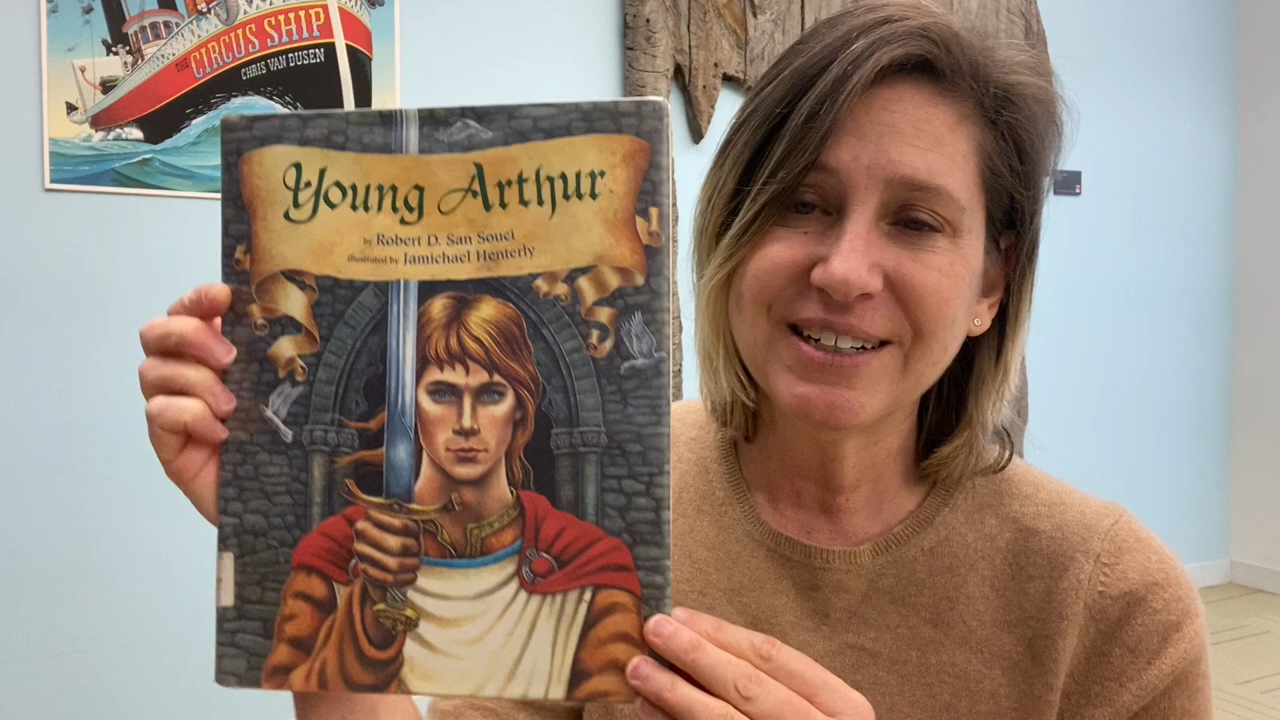 THE CIRCUS SHIP
CHRIS VAN DUSEN
Young Arthur
by Robert D. San Souci
illustrated by Jamichael Henterly